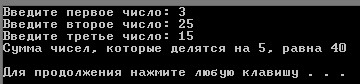 Введите первое число: 3
Введите второе число: 25
Введите третье число: 15
Сумма чисел, которые делятся на 5, равна 40
Для продолжения нажмите любую клавишу . . .